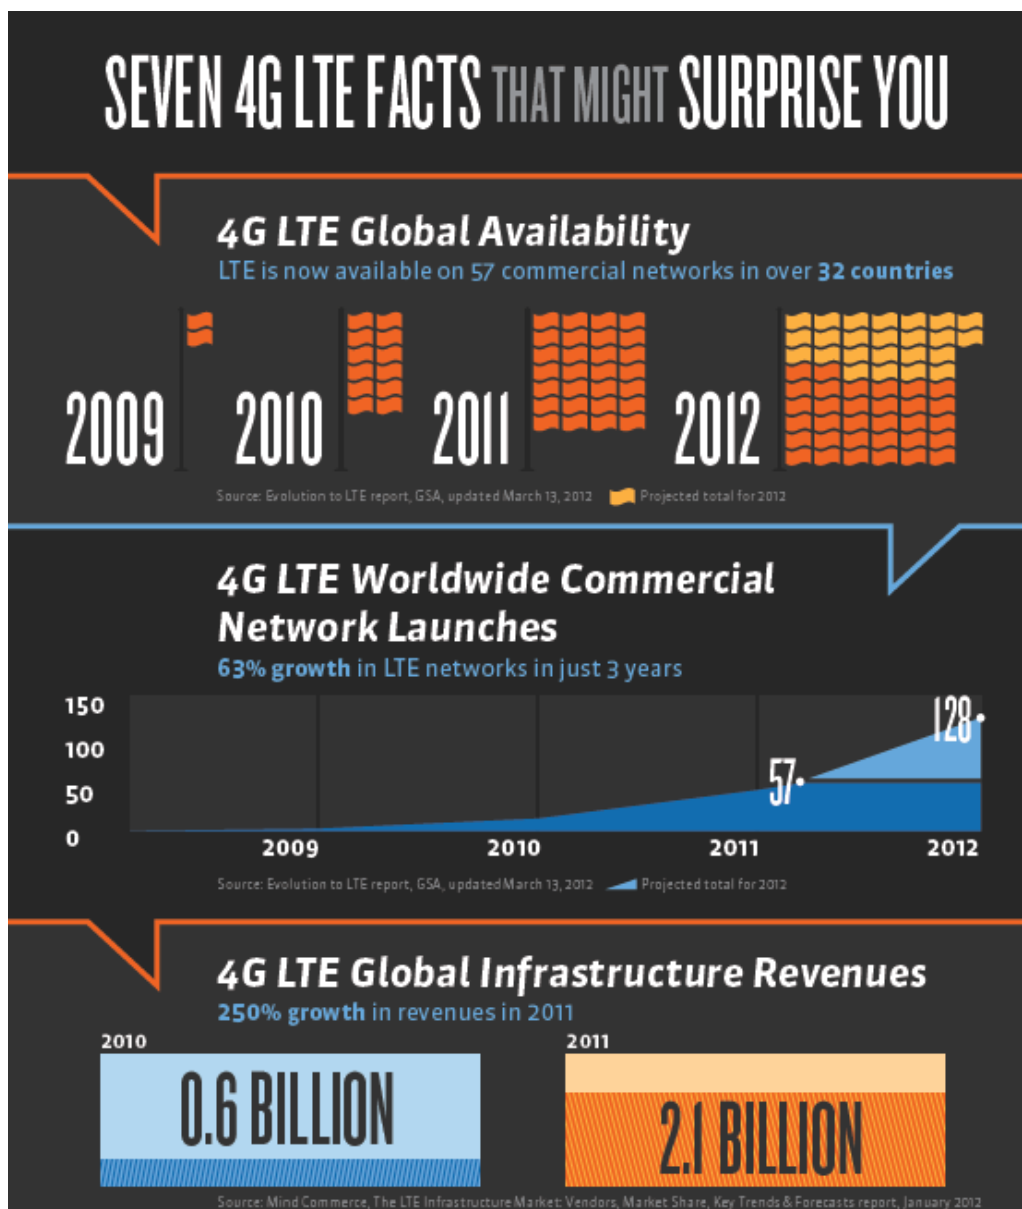 SEVEN 4G LTE FACTS THAT MIGHT SURPRISE YOU
4G LTE Global Availability
LTE is now available on 57 commercial networks in over 32 countries
2009
2010
2011
2012
Source: Evolution to LTE report, GSA, updated March 13, 2012
Projected total for 2012
4G LTE Worldwide Commercial
Network Launches
63% growth in LTE networks in just 3 years
150
100
50
0
128
57
2009
2010
2011
2012
Source: Evolution to LTE report, GSA, updated March 13, 2012
Projected total for 2012
4G LTE Global Infrastructure Revenues
250% growth in revenues in 2011
2010
2011
0.6 BILLION
2.1 BILLION
Source: Mind Commerce, The LTE Infrastructure Market: Vendors, Market Share, Key Trends & Forecasts report, January 2012